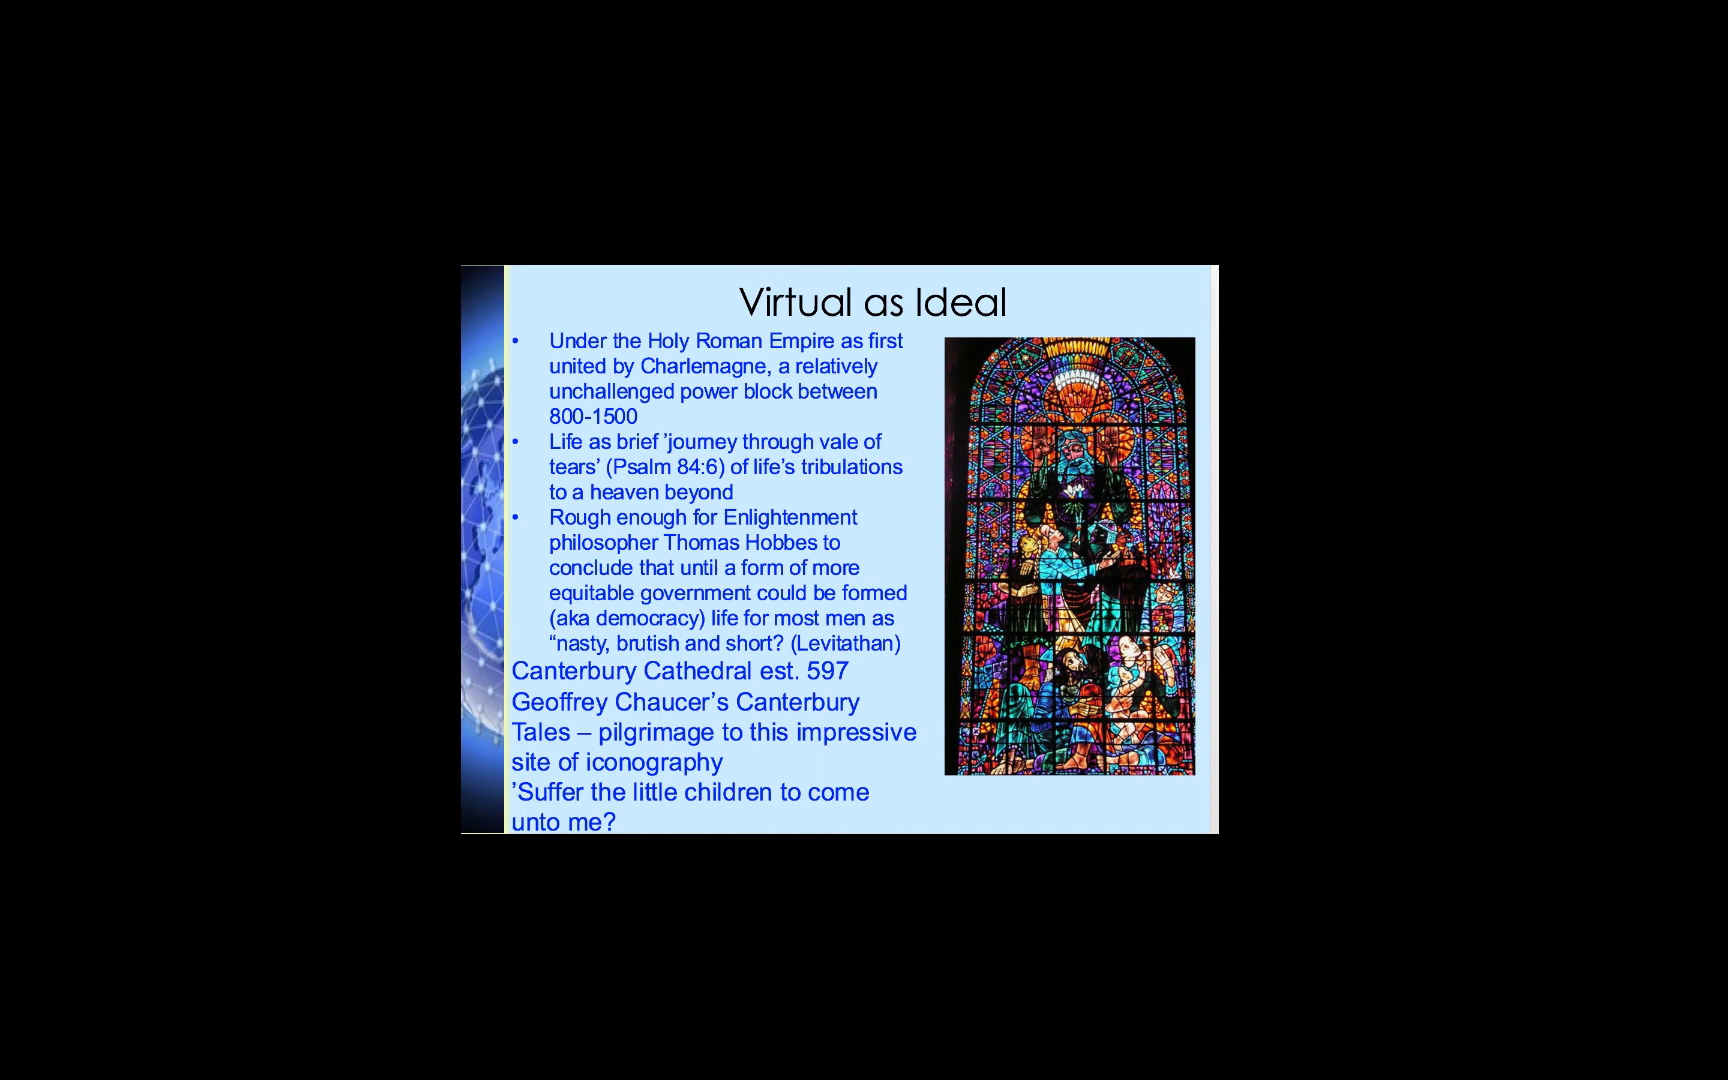 Virtual as Ideal
• Under the Holy Roman Empire as first
united by Charlemagne, a relatively
unchallenged power block between
800-1500
• Life as brief ’journey through vale of
tears’ (Psalm 84:6) of life’s tribulations
to a heaven beyond
• Rough enough for Enlightenment
philosopher Thomas Hobbes to
conclude that until a form of more
equitable government could be formed
(aka democracy) life for most men as
“nasty, brutish and short? (Levitathan)
Canterbury Cathedral est. 597
Geoffrey Chaucer’s Canterbury
Tales – pilgrimage to this impressive
site of iconography
’Suffer the little children to come
unto me?